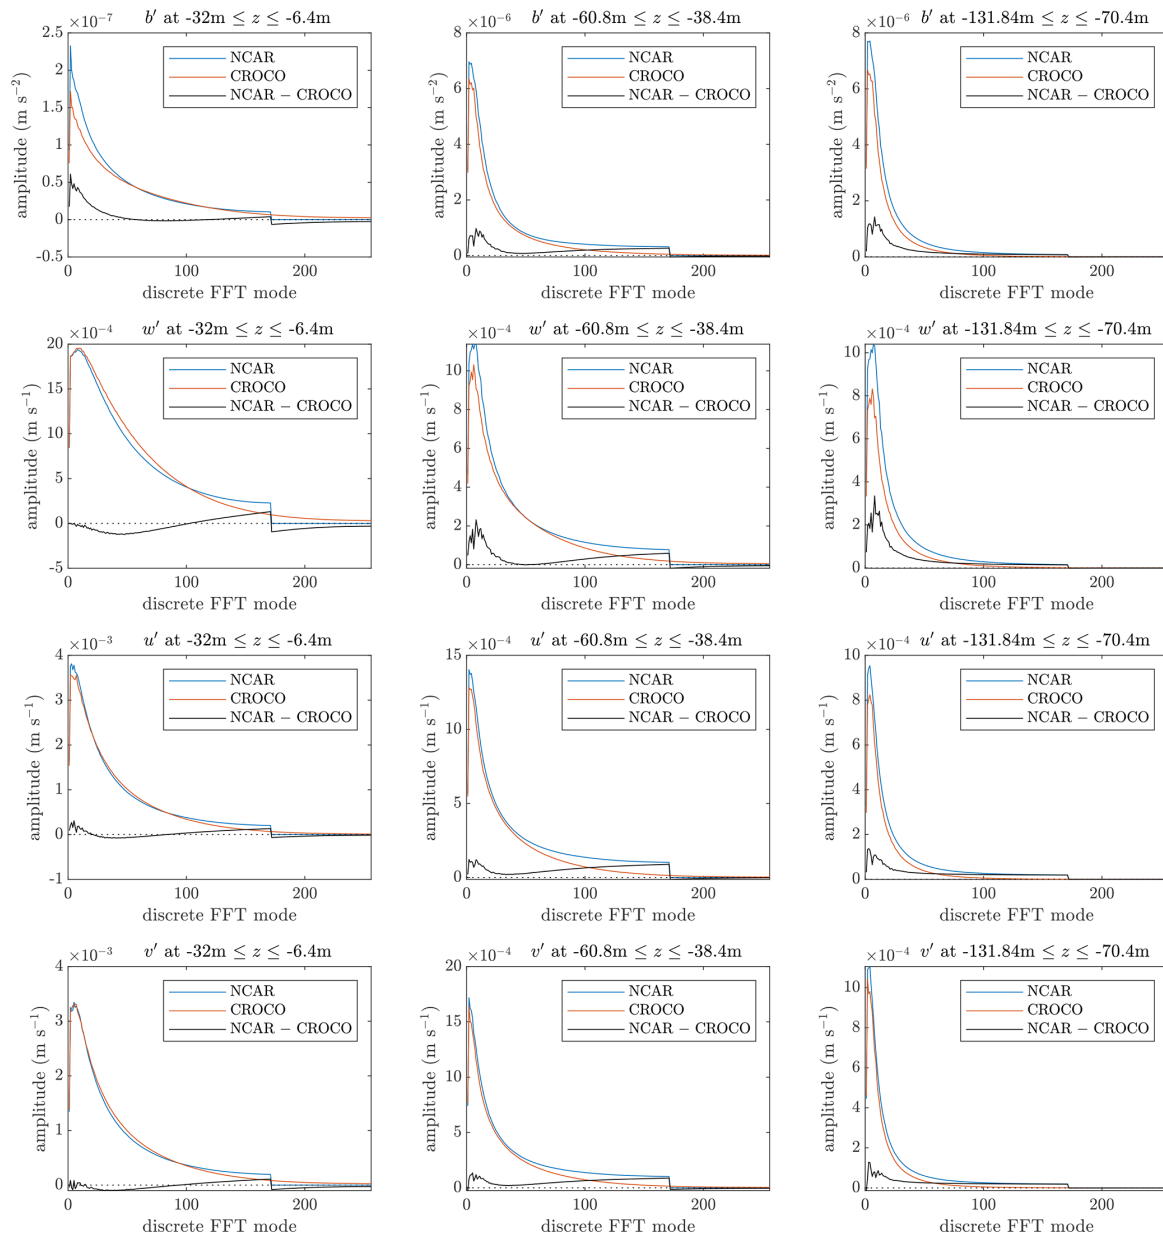 b′ at -32m ≤ z ≤ -6.4m
×10⁻⁷
2.5
2
1.5
1
0.5
0
-0.5
amplitude (m s⁻²)
0 100 200
discrete FFT mode
NCAR
CROCO
NCAR − CROCO
b′ at -60.8m ≤ z ≤ -38.4m
×10⁻⁶
8
6
4
2
0
amplitude (m s⁻²)
0 100 200
discrete FFT mode
NCAR
CROCO
NCAR − CROCO
b′ at -131.84m ≤ z ≤ -70.4m
×10⁻⁶
8
6
4
2
0
amplitude (m s⁻²)
0 100 200
discrete FFT mode
NCAR
CROCO
NCAR − CROCO
w′ at -32m ≤ z ≤ -6.4m
×10⁻⁴
20
15
10
5
0
-5
amplitude (m s⁻¹)
0 100 200
discrete FFT mode
NCAR
CROCO
NCAR − CROCO
w′ at -60.8m ≤ z ≤ -38.4m
×10⁻⁴
10
8
6
4
2
0
amplitude (m s⁻¹)
0 100 200
discrete FFT mode
NCAR
CROCO
NCAR − CROCO
w′ at -131.84m ≤ z ≤ -70.4m
×10⁻⁴
10
8
6
4
2
0
amplitude (m s⁻¹)
0 100 200
discrete FFT mode
NCAR
CROCO
NCAR − CROCO
u′ at -32m ≤ z ≤ -6.4m
×10⁻³
4
3
2
1
0
-1
amplitude (m s⁻¹)
0 100 200
discrete FFT mode
NCAR
CROCO
NCAR − CROCO
u′ at -60.8m ≤ z ≤ -38.4m
×10⁻⁴
15
10
5
0
amplitude (m s⁻¹)
0 100 200
discrete FFT mode
NCAR
CROCO
NCAR − CROCO
u′ at -131.84m ≤ z ≤ -70.4m
×10⁻⁴
10
8
6
4
2
0
amplitude (m s⁻¹)
0 100 200
discrete FFT mode
NCAR
CROCO
NCAR − CROCO
v′ at -32m ≤ z ≤ -6.4m
×10⁻³
4
3
2
1
0
amplitude (m s⁻¹)
0 100 200
discrete FFT mode
NCAR
CROCO
NCAR − CROCO
v′ at -60.8m ≤ z ≤ -38.4m
×10⁻⁴
20
15
10
5
0
amplitude (m s⁻¹)
0 100 200
discrete FFT mode
NCAR
CROCO
NCAR − CROCO
v′ at -131.84m ≤ z ≤ -70.4m
×10⁻⁴
10
8
6
4
2
0
amplitude (m s⁻¹)
0 100 200
discrete FFT mode
NCAR
CROCO
NCAR − CROCO